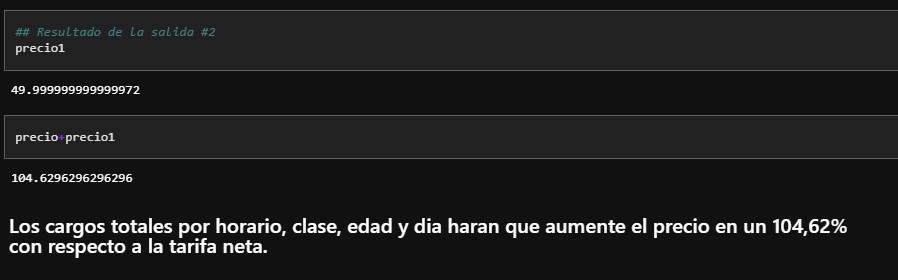 ## Resultado de la salida #2
precio1
49.999999999999972
precio+precio1
104.6296296296296
Los cargos totales por horario, clase, edad y dia haran que aumente el precio en un 104,62%
con respecto a la tarifa neta.